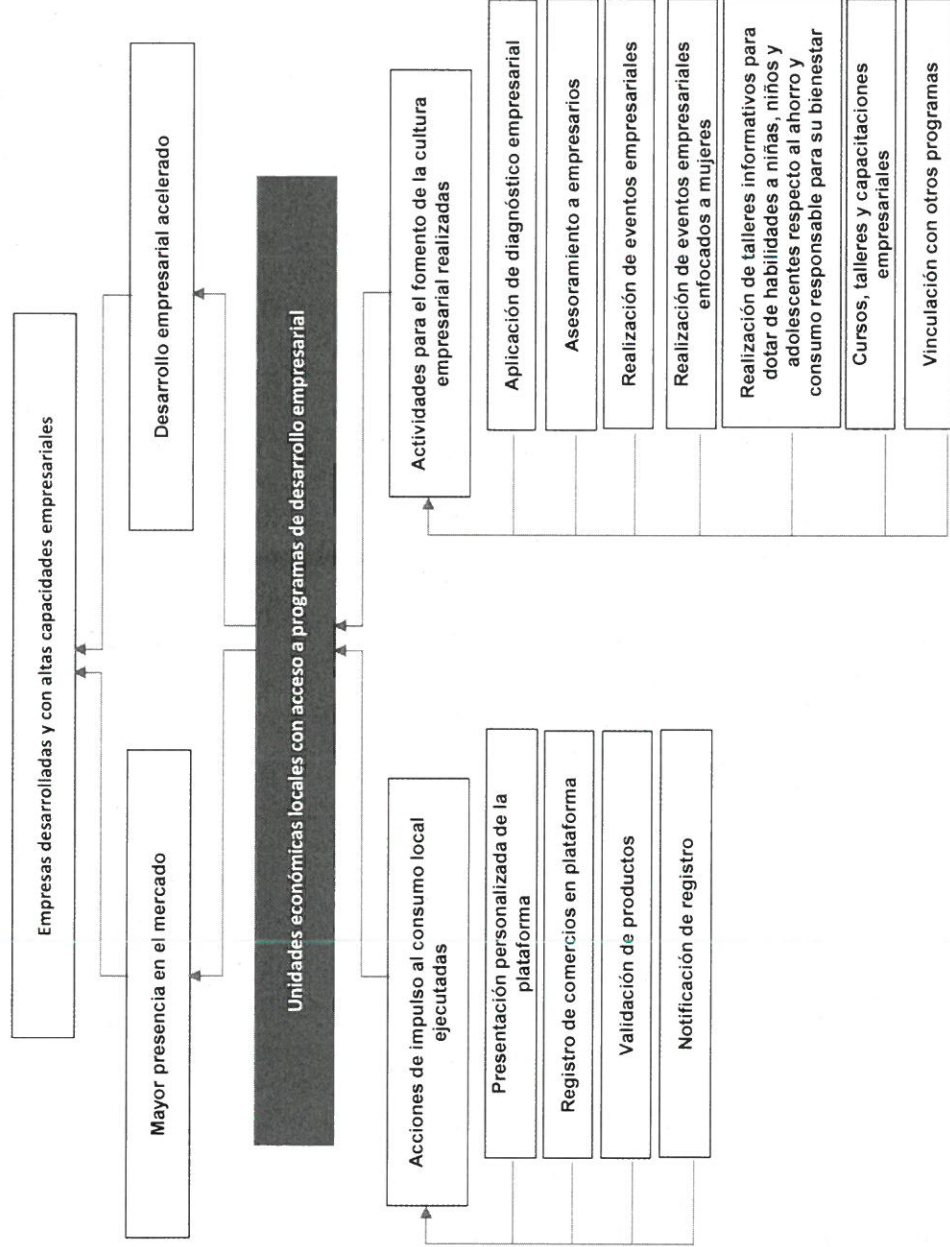 Empresas desarrolladas y con altas capacidades empresariales
Mayor presencia en el mercado
Desarrollo empresarial acelerado
Unidades económicas locales con acceso a programas de desarrollo empresarial
Acciones de impulso al consumo local
ejecutadas
Presentación personalizada de la
plataforma
Registro de comercios en plataforma
Validación de productos
Notificación de registro
Actividades para el fomento de la cultura
empresarial realizadas
Aplicación de diagnóstico empresarial
Asesoramiento a empresarios
Realización de eventos empresariales
Realización de eventos empresariales
enfocados a mujeres
Realización de talleres informativos para
dotar de habilidades a niñas, niños y
adolescentes respecto al ahorro y
consumo responsable para su bienestar
Cursos, talleres y capacitaciones
empresariales
Vinculación con otros programas